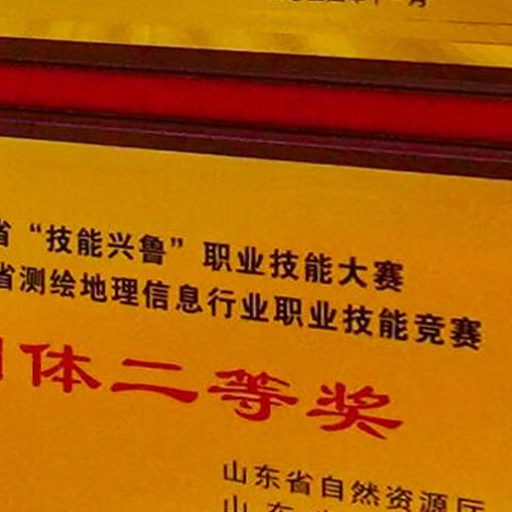 省“技能兴鲁”职业技能大赛
省测绘地理信息行业职业技能竞赛
体二等奖
山东省自然资源厅
山东